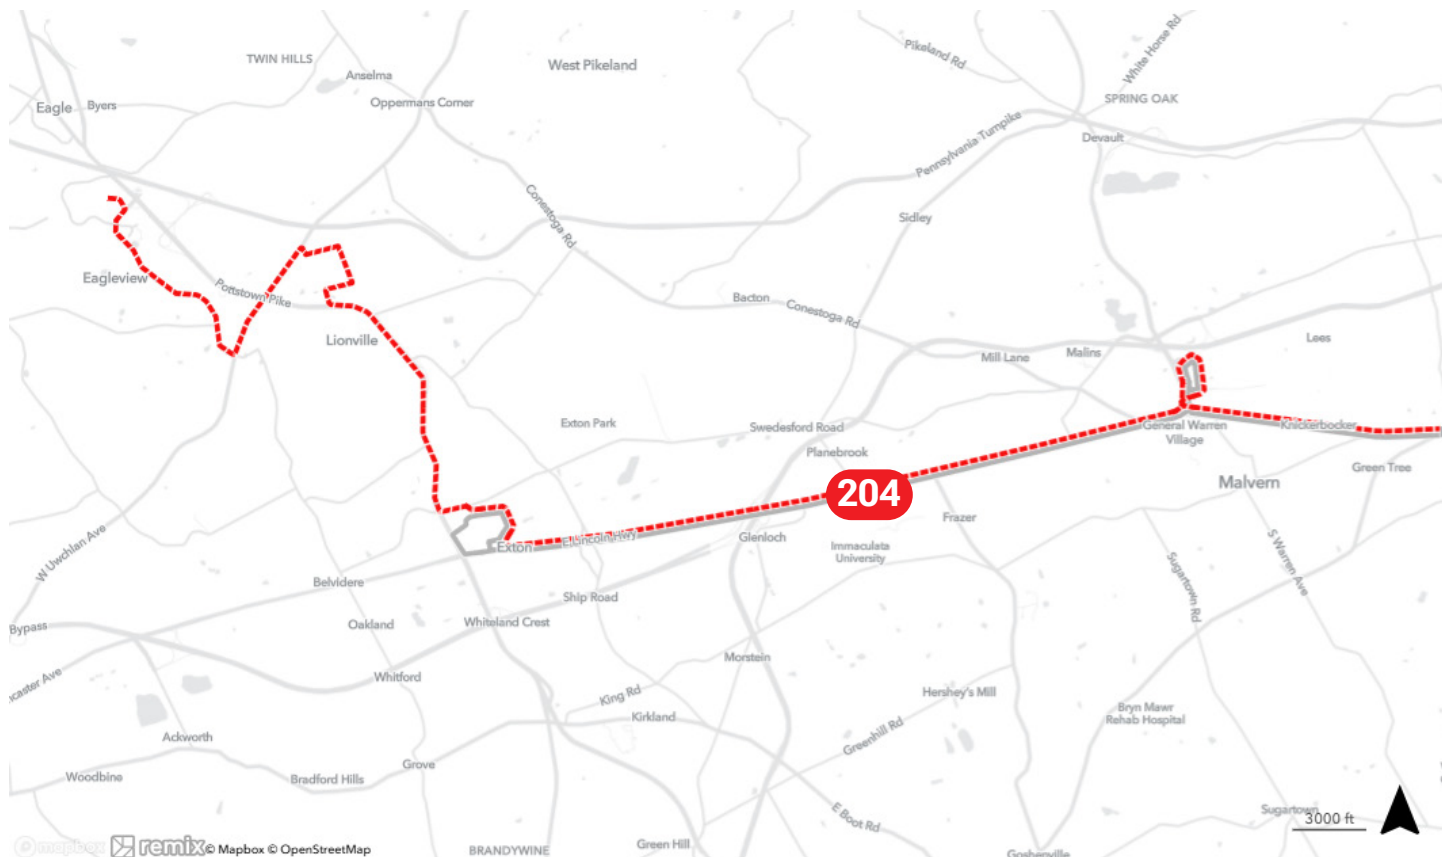 Pikeland Rd
White Horse Rd
TWIN HILLS
West Pikeland
Anselma
Oppermans Corner
SPRING OAK
Eagle
Byers
Devault
Pennsylvania Turnpike
Conestoga Rd
Sidley
Eagleview
Pottstown Pike
Bacton
Conestoga Rd
Lionville
Mill Lane
Malins
Lees
Exton Park
Swedesford Road
General Warren
Village
Knickerbocker
Planebrook
Green Tree
Malvern
204
Frazer
W Uwchlan Ave
Exton
E Lincoln Hwy
Glenloch
Immaculata
University
S Warren Ave
Sugartown Rd
Belvidere
Ship Road
Bypass
Oakland
Whiteland Crest
Morstein
ncaster Ave
Whitford
King Rd
Hershey's Mill
Kirkland
Bryn Mawr
Rehab Hospital
Ackworth
Greenhill Rd
Grove
Woodbine
Bradford Hills
E Boot Rd
Sugartown
3000 ft
mapbox
remix
© Mapbox © OpenStreetMap
BRANDYWINE
Green Hill
Goshenville